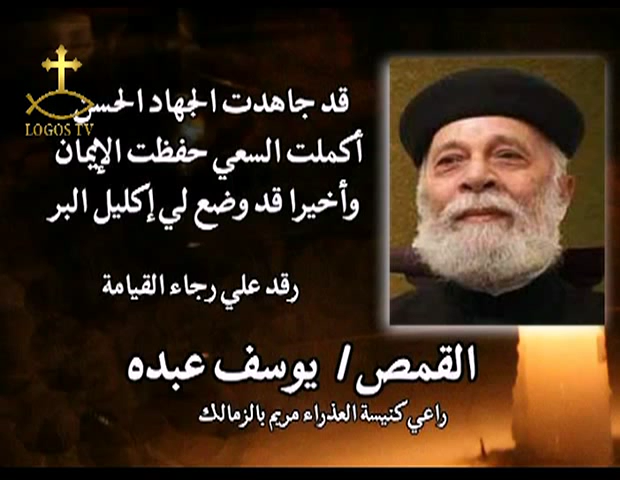 LOGOS TV
قد جاهدت الجهاد الحسن
أكملت السعي حفظت الإيمان
وأخيرا قد وضع لي إكليل البر
رقد علي رجاء القيامة
القمص / يوسف عبده
راعي كنيسة العذراء مريم بالزمالك